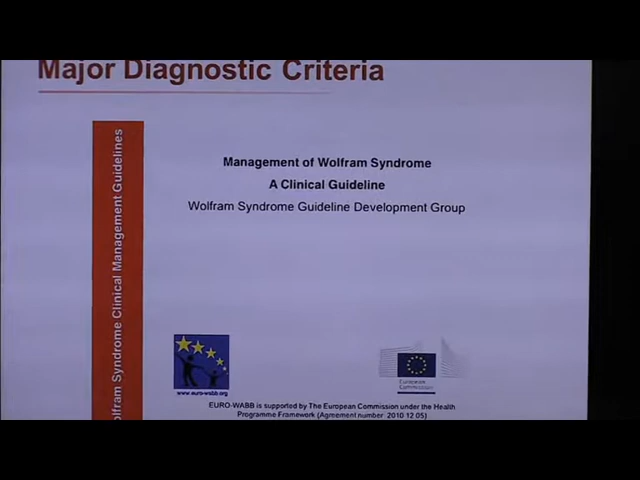 Major Diagnostic Criteria
Wolfram Syndrome Clinical Management Guidelines
Management of Wolfram Syndrome
A Clinical Guideline
Wolfram Syndrome Guideline Development Group
www.euro-wabb.org
European
Commission
EURO-WABB is supported by The European Commission under the Health
Programme Framework (Agreement number 2010 12 05)